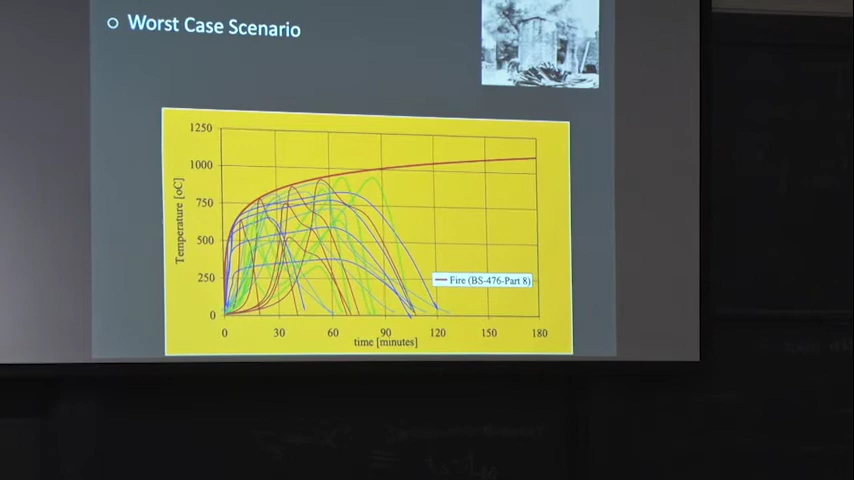 Worst Case Scenario
1250
1000
750
500
250
0
Temperature [oC]
Fire (BS-476-Part 8)
0 30 60 90 120 150 180
time [minutes]